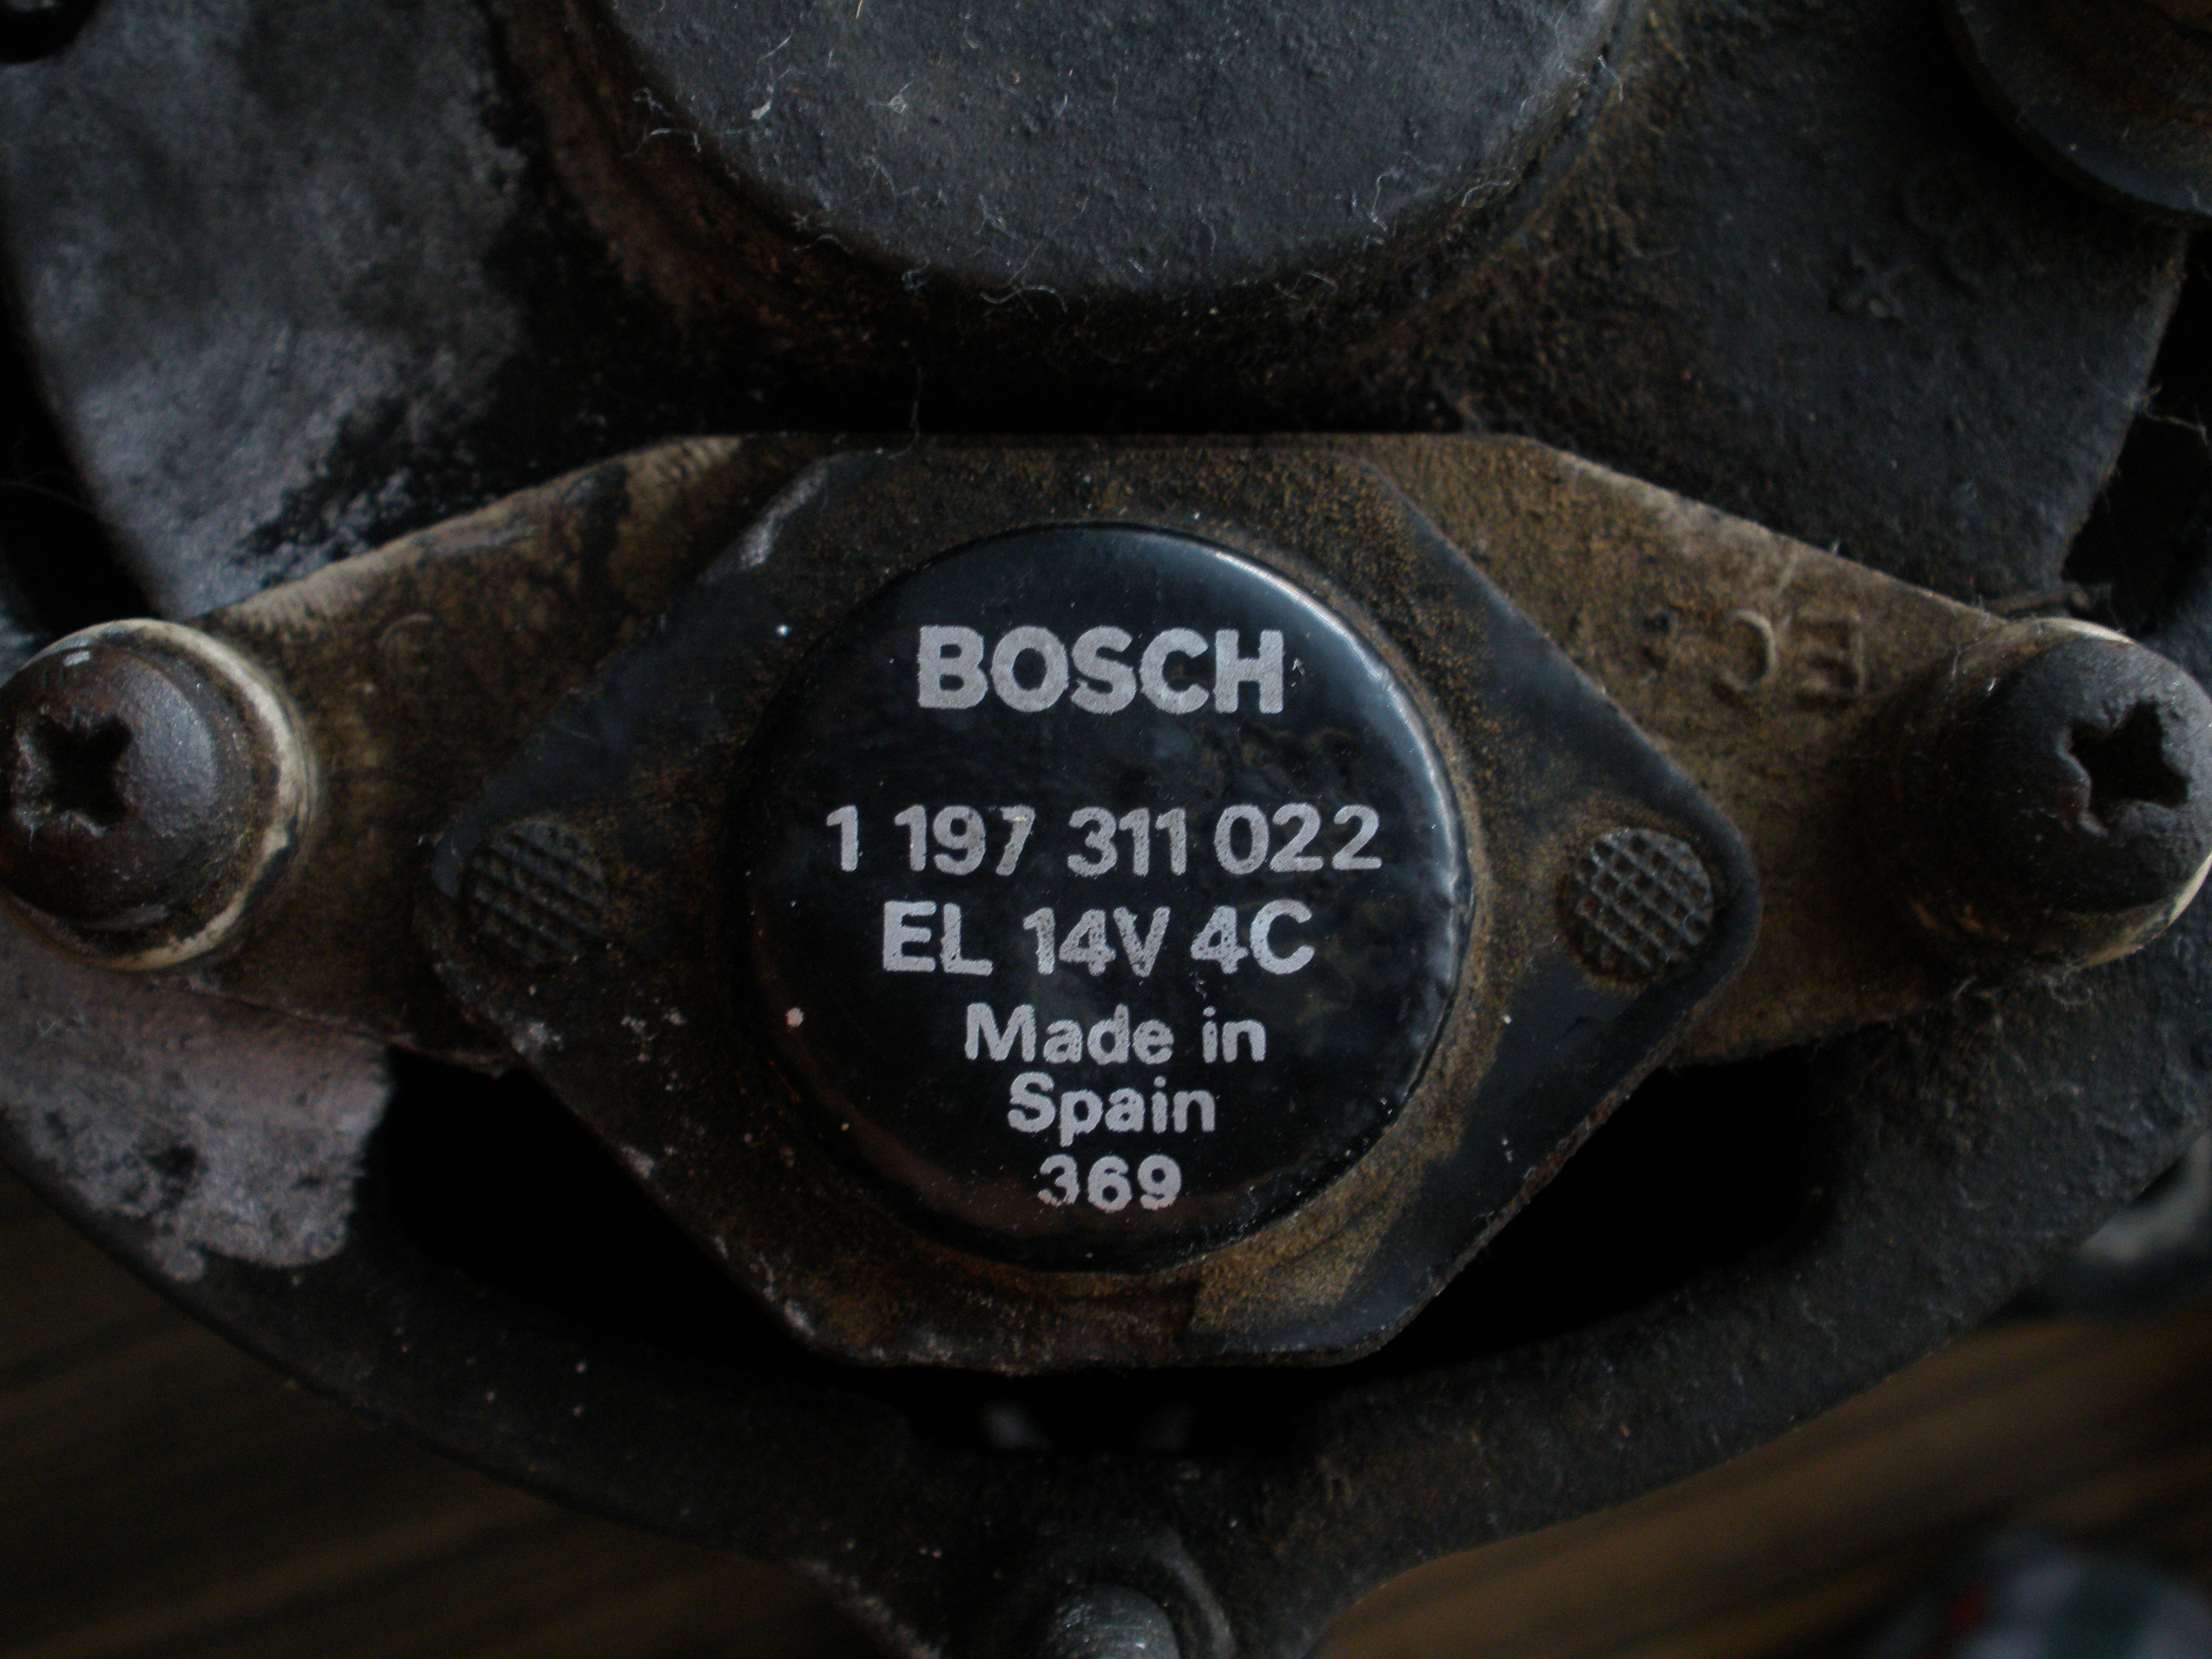 BOSCH
1 197 311 022
EL 14V 4C
Made in
Spain
369